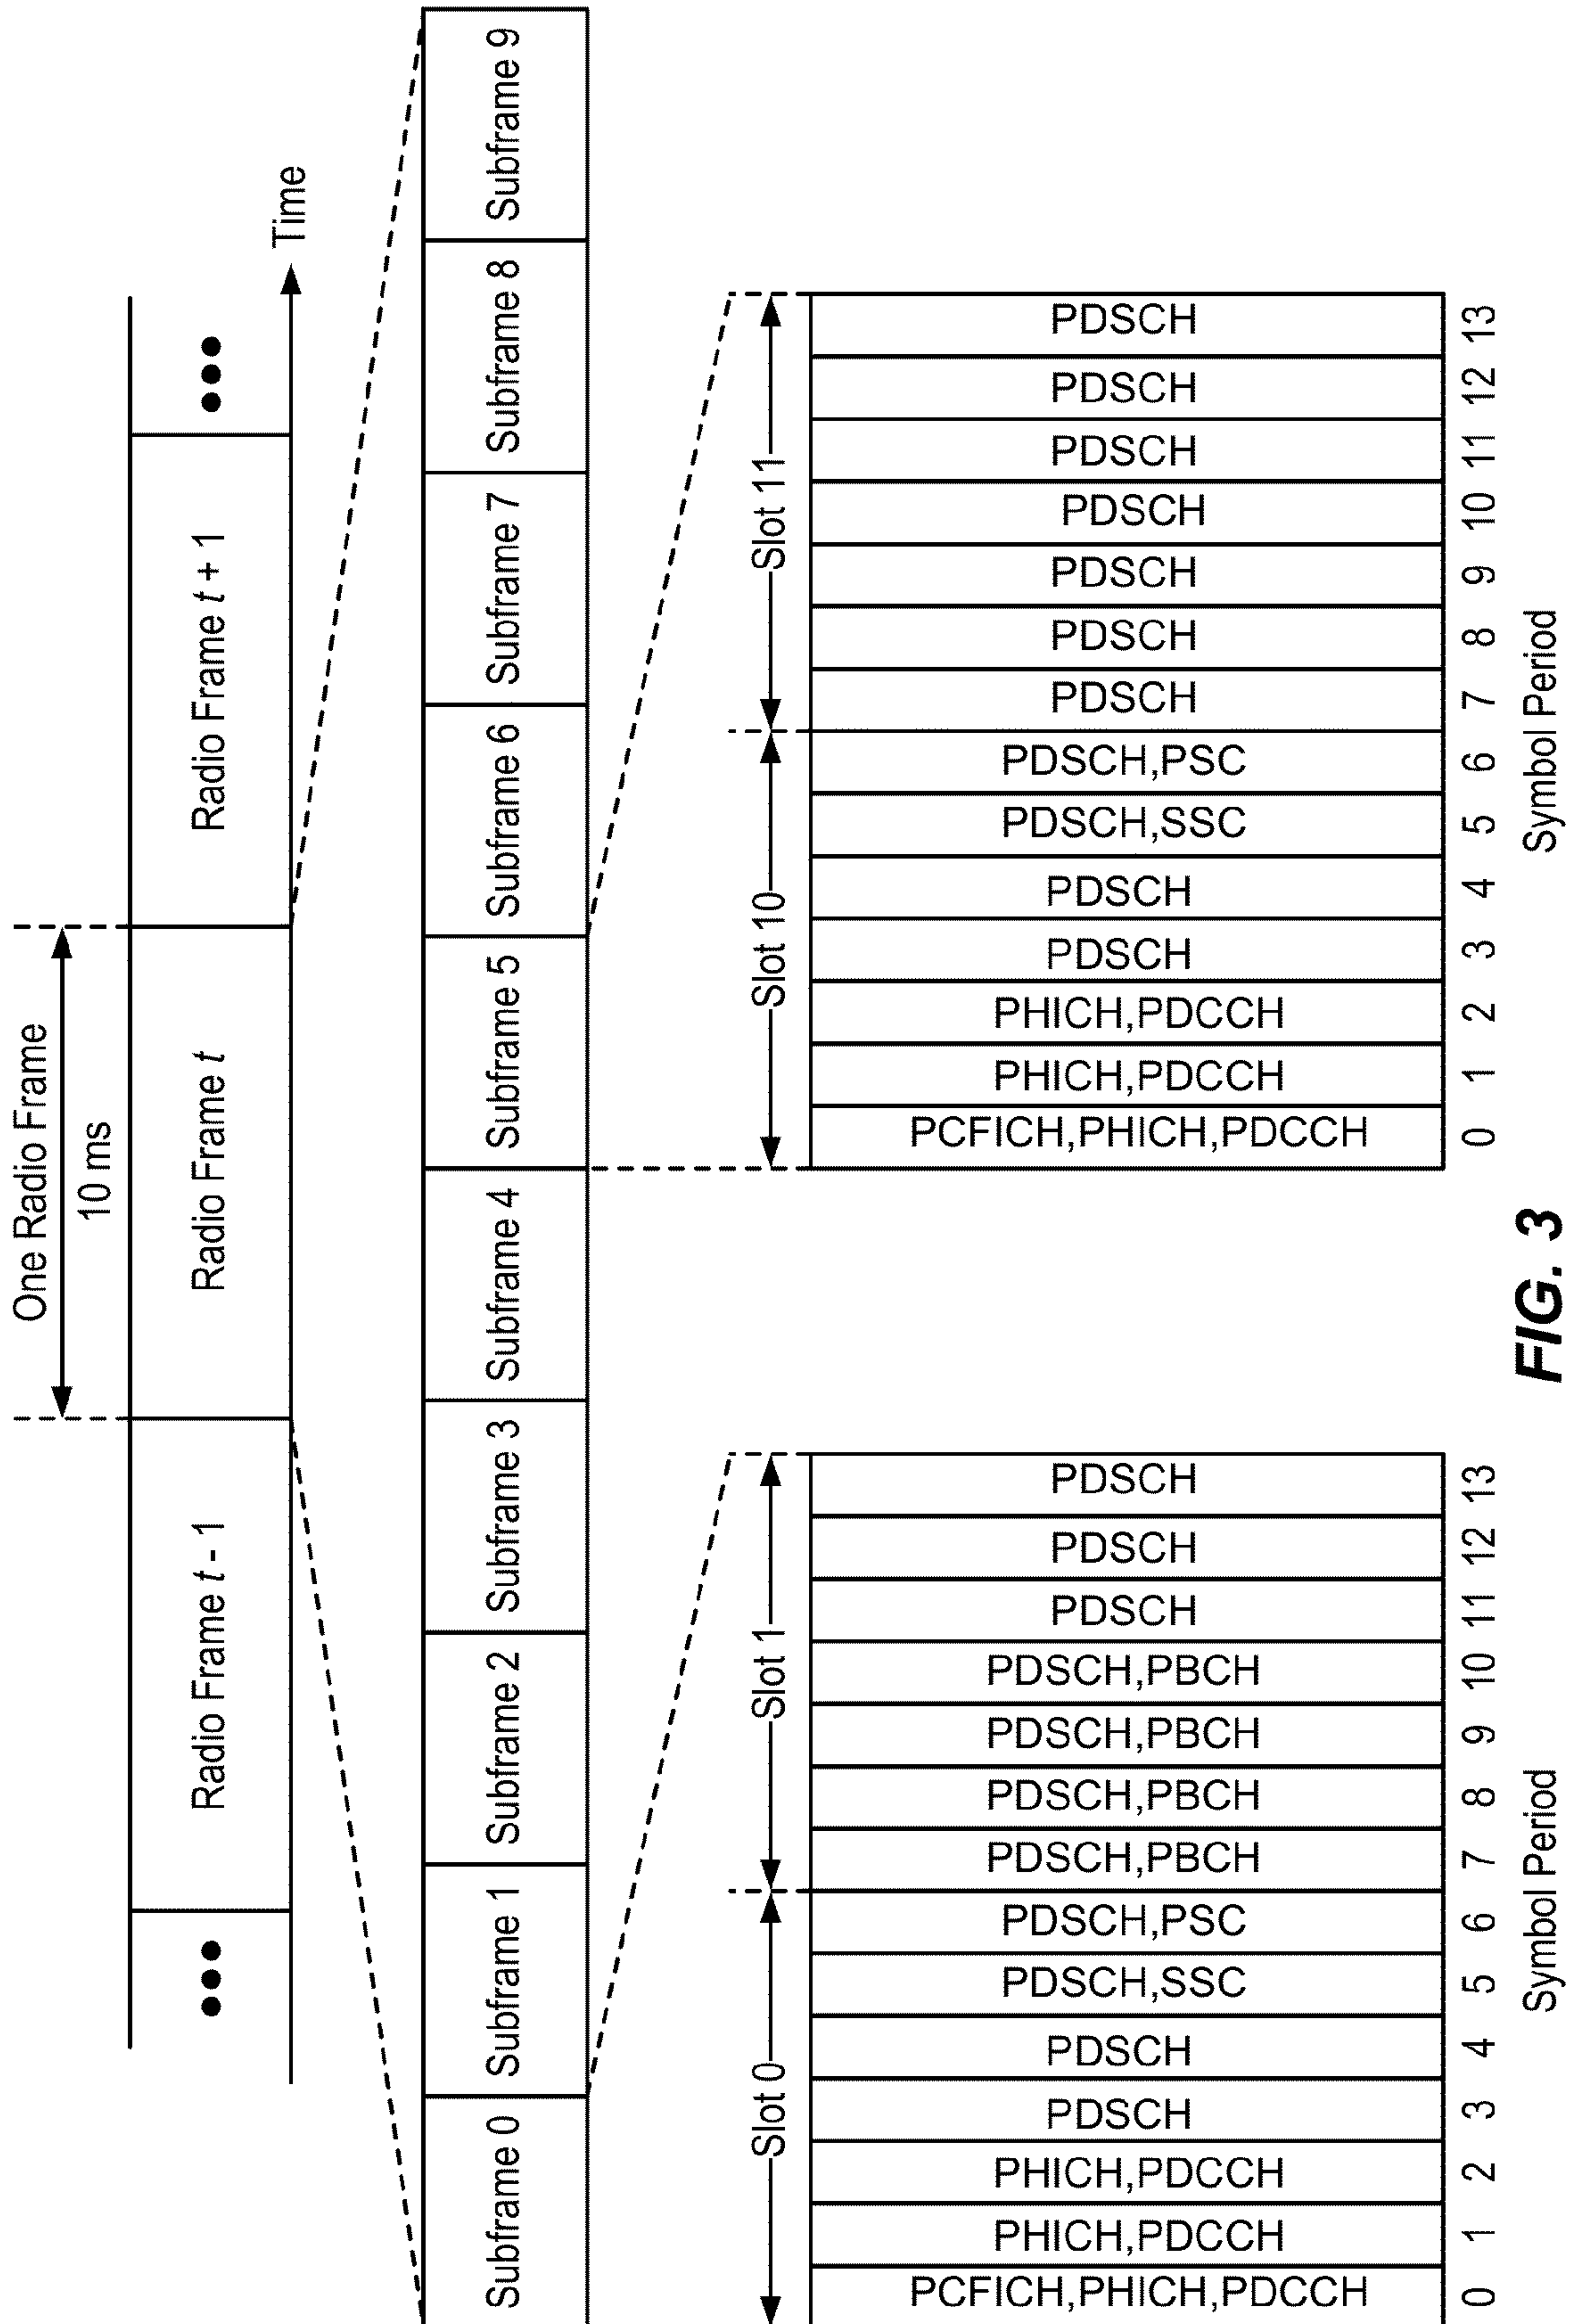 One Radio Frame
10 ms
Radio Frame t - 1
Radio Frame t
Radio Frame t + 1
Time
Subframe 0
Subframe 1
Subframe 2
Subframe 3
Subframe 4
Subframe 5
Subframe 6
Subframe 7
Subframe 8
Subframe 9
Slot 0
Slot 1
PCFICH,PHICH,PDCCH
PHICH,PDCCH
PHICH,PDCCH
PDSCH
PDSCH
PDSCH,SSC
PDSCH,PSC
PDSCH,PBCH
PDSCH,PBCH
PDSCH,PBCH
PDSCH,PBCH
PDSCH
PDSCH
PDSCH
0 1 2 3 4 5 6 7 8 9 10 11 12 13
Symbol Period
Slot 10
Slot 11
PCFICH,PHICH,PDCCH
PHICH,PDCCH
PHICH,PDCCH
PDSCH
PDSCH
PDSCH,SSC
PDSCH,PSC
PDSCH
PDSCH
PDSCH
PDSCH
PDSCH
PDSCH
PDSCH
0 1 2 3 4 5 6 7 8 9 10 11 12 13
Symbol Period
FIG. 3